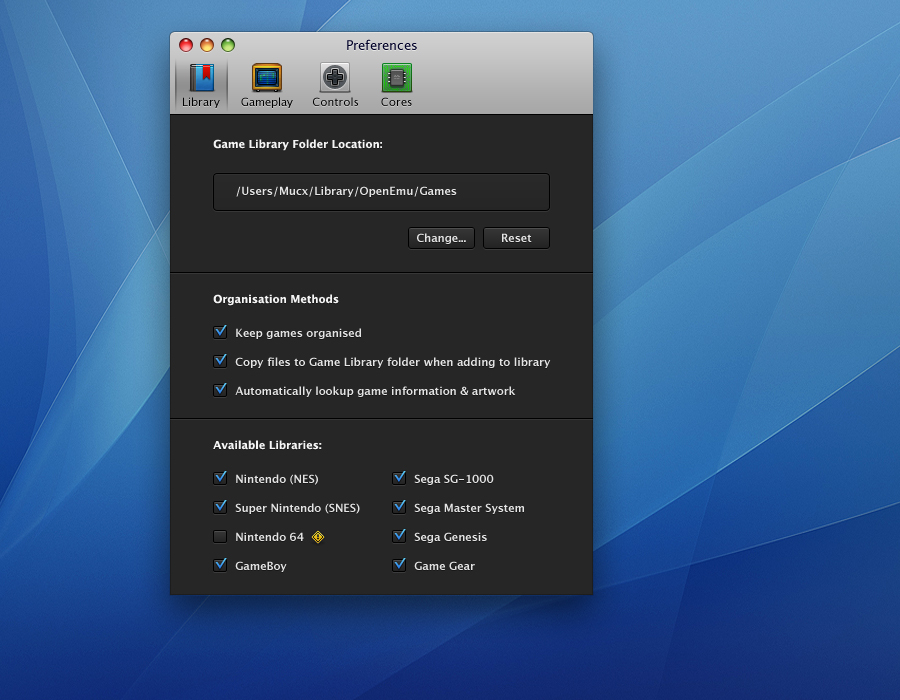 Preferences
Library Gameplay Controls Cores
Game Library Folder Location:
/Users/Mucx/Library/OpenEmu/Games
Change... Reset
Organisation Methods
Keep games organised
Copy files to Game Library folder when adding to library
Automatically lookup game information & artwork
Available Libraries:
Nintendo (NES) Sega SG-1000
Super Nintendo (SNES) Sega Master System
Nintendo 64 Sega Genesis
GameBoy Game Gear